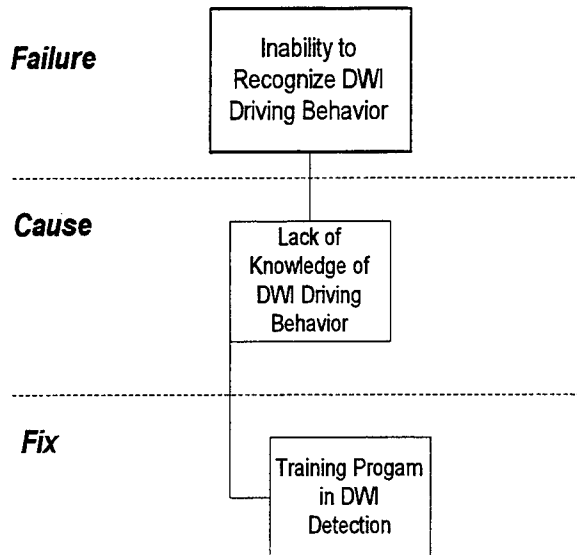 Failure
Inability to
Recognize DWI
Driving Behavior
Cause
Lack of
Knowledge of
DWI Driving
Behavior
Fix
Training Progam
in DWI
Detection